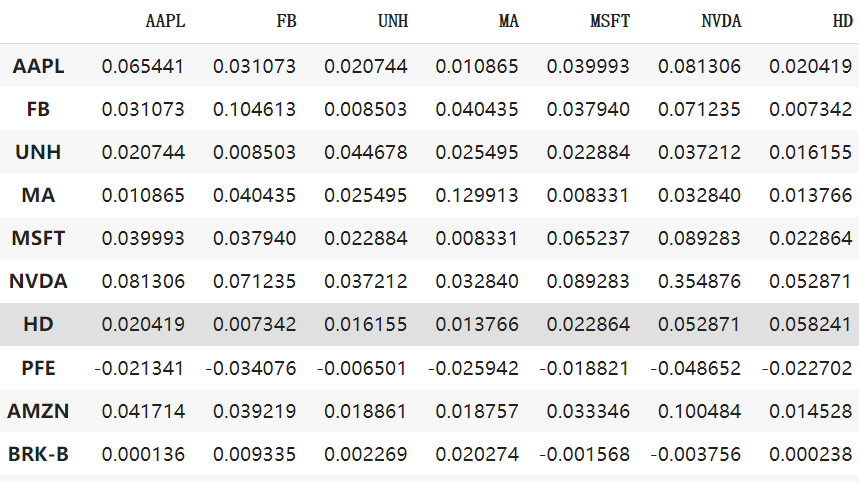 AAPL FB UNH MA MSFT NVDA HD
AAPL 0.065441 0.031073 0.020744 0.010865 0.039993 0.081306 0.020419
FB 0.031073 0.104613 0.008503 0.040435 0.037940 0.071235 0.007342
UNH 0.020744 0.008503 0.044678 0.025495 0.022884 0.037212 0.016155
MA 0.010865 0.040435 0.025495 0.129913 0.008331 0.032840 0.013766
MSFT 0.039993 0.037940 0.022884 0.008331 0.065237 0.089283 0.022864
NVDA 0.081306 0.071235 0.037212 0.032840 0.089283 0.354876 0.052871
HD 0.020419 0.007342 0.016155 0.013766 0.022864 0.052871 0.058241
PFE -0.021341 -0.034076 -0.006501 -0.025942 -0.018821 -0.048652 -0.022702
AMZN 0.041714 0.039219 0.018861 0.018757 0.033346 0.100484 0.014528
BRK-B 0.000136 0.009335 0.002269 0.020274 -0.001568 -0.003756 0.000238